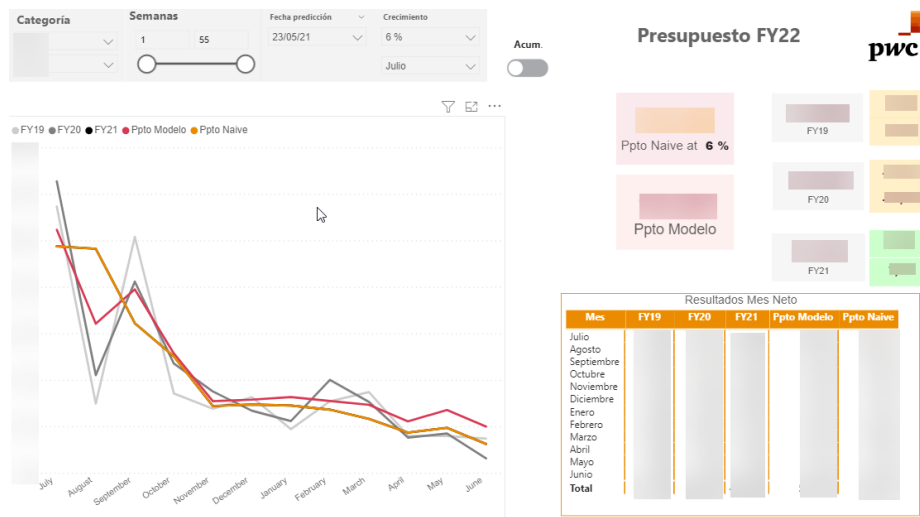 Categoría
Semanas
1
55
Fecha predicción
23/05/21
Crecimiento
6 %
Julio
Acum.
Presupuesto FY22
pwc
FY19
FY20
FY21
Ppto Modelo
Ppto Naive
July
August
September
October
November
December
January
February
March
April
May
June
Ppto Naive at 6 %
Ppto Modelo
FY19
FY20
FY21
Resultados Mes Neto
Mes FY19 FY20 FY21 Ppto Modelo Ppto Naive
Julio
Agosto
Septiembre
Octubre
Noviembre
Diciembre
Enero
Febrero
Marzo
Abril
Mayo
Junio
Total